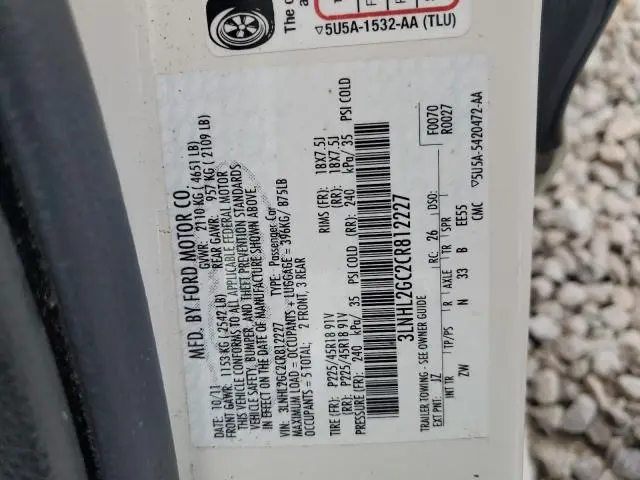 The c
▽5U5A-1532-AA (TLU)
MFD. BY FORD MOTOR CO.
10/11 GVWR: 2110 KG ( 4651 LB)
FRONT GAWR: 1153 KG ( 2542 LB) REAR GAWR: 957 KG ( 2109 LB)
THIS VEHICLE CONFORMS TO ALL APPLICABLE FEDERAL MOTOR
VEHICLE SAFETY, BUMPER, AND THEFT PREVENTION STANDARDS
IN EFFECT ON THE DATE OF MANUFACTURE SHOWN ABOVE
VIN: 3LNHL2GC2CR812227 TYPE: Passenger Car
MAXIMUM LOAD = OCCUPANTS + LUGGAGE = 396KG/ 875LB
OCCUPANTS = 5 TOTAL; 2 FRONT, 3 REAR
TIRE (FR): P225/45R18 91V RIMS (FR): 18X7.5J
TIRE (RR): P225/45R18 91V (RR): 18X7.5J
PRESSURE (FR): 240 kPa/ 35 PSI COLD (RR): 240 kPa/ 35 PSI COLD
3LNHL2GC2CR812227
TRAILER TOWING - SEE OWNER GUIDE F0070
EXT PNT: JZ RC: 26 DSO: R0027
INT TR TP/PS R AXLE TR
ZW N 33 B EE55
CMC ▽5U5A-5420472-AA